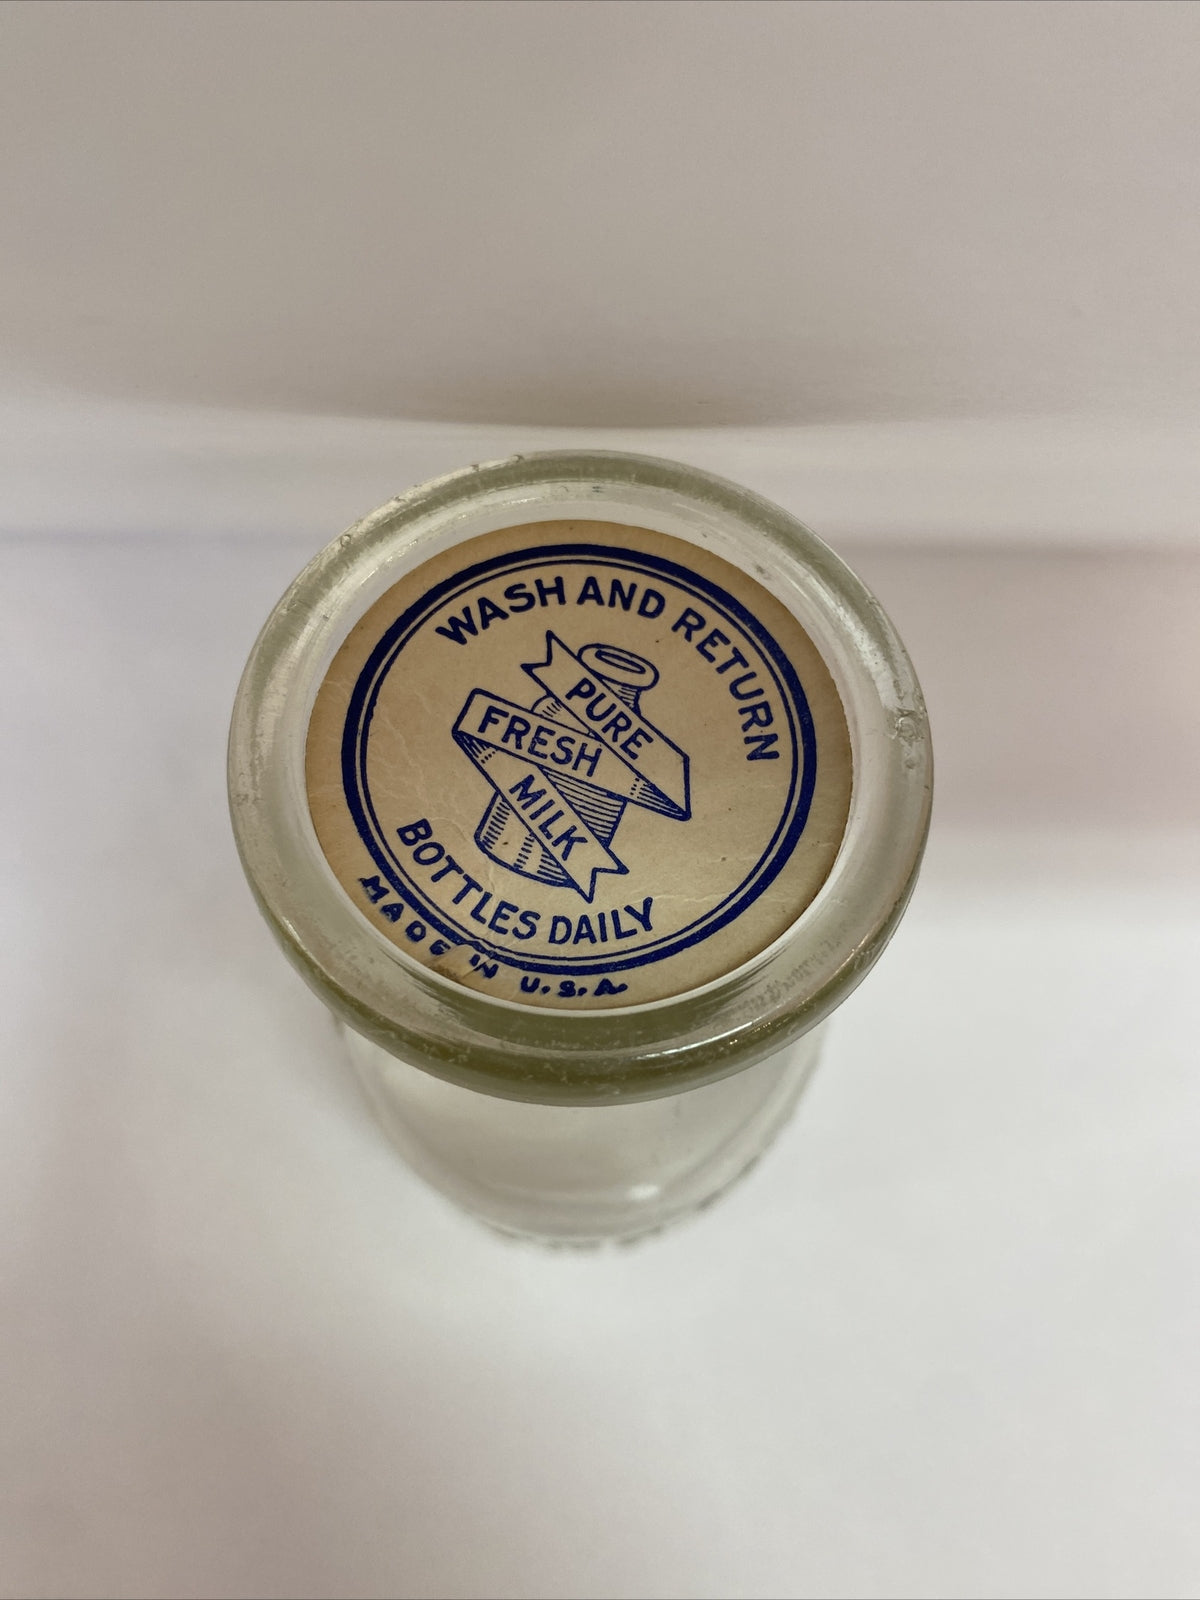 WASH AND RETURN
PURE
FRESH
MILK
BOTTLES DAILY
MADE IN U.S.A.